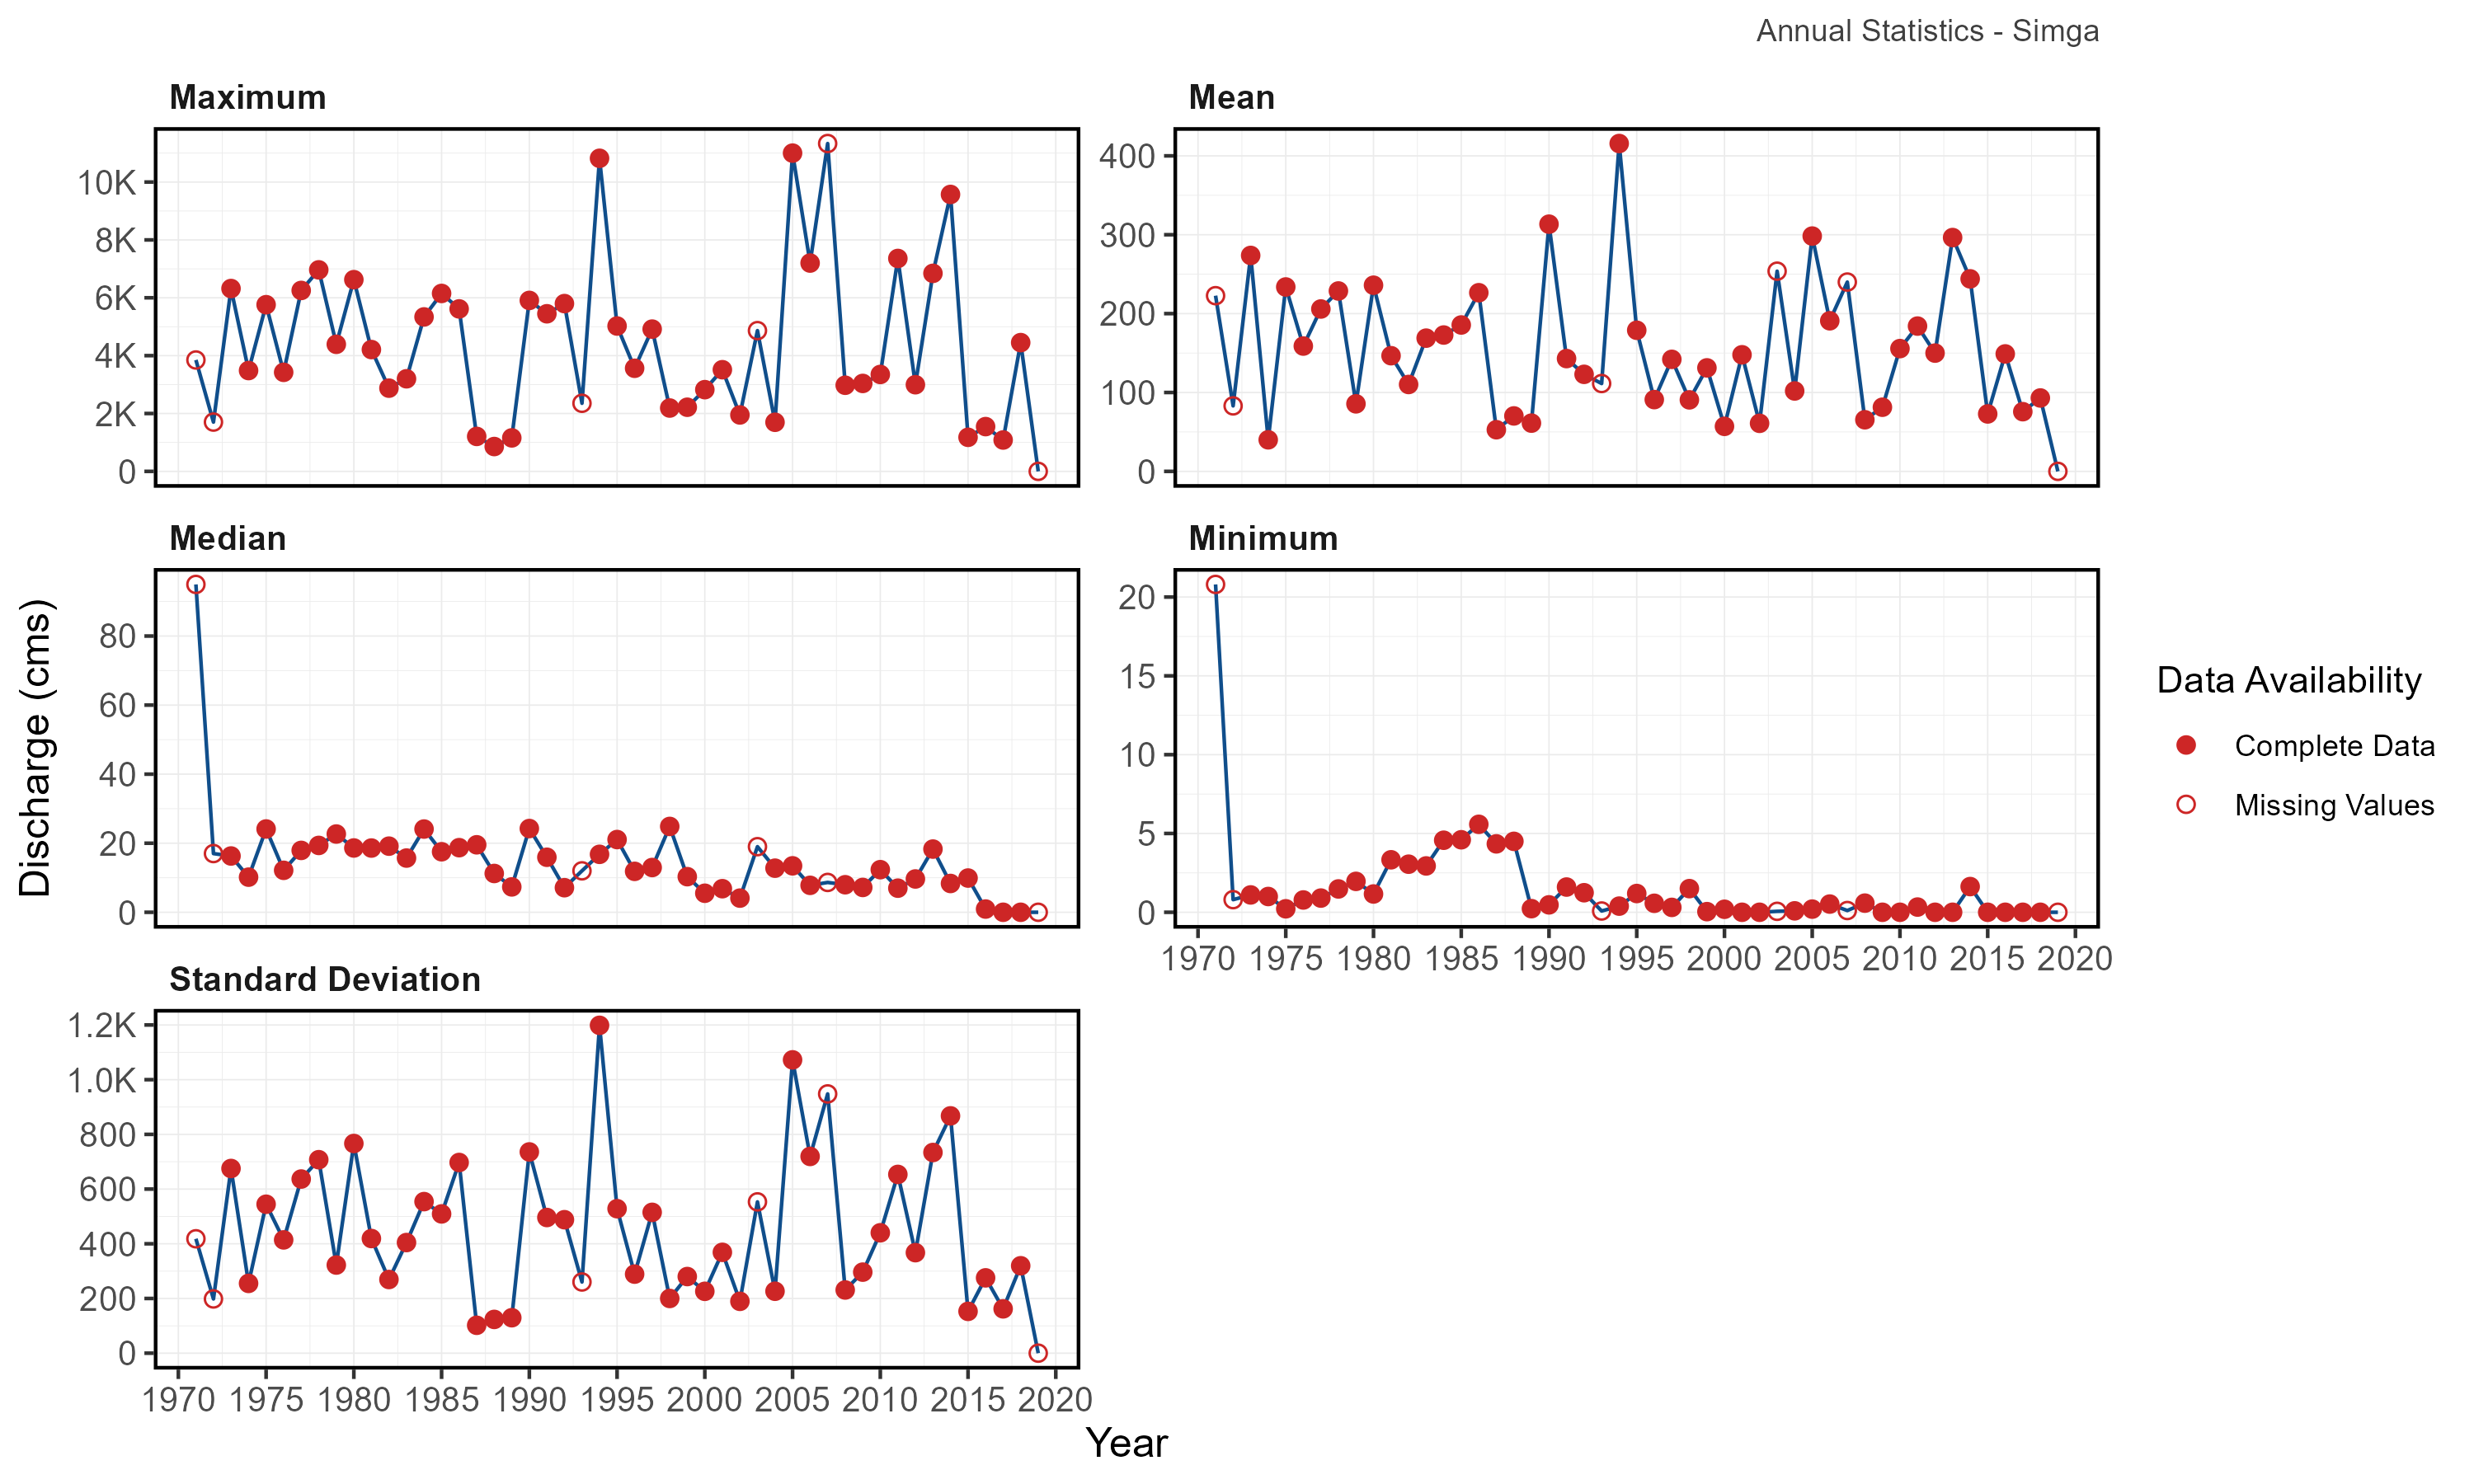 Annual Statistics - Simga
Maximum
Mean
10K
8K
6K
4K
2K
0
400
300
200
100
0
Median
Minimum
80
60
40
20
0
20
15
10
5
0
1970 1975 1980 1985 1990 1995 2000 2005 2010 2015 2020
Standard Deviation
1.2K
1.0K
800
600
400
200
0
1970 1975 1980 1985 1990 1995 2000 2005 2010 2015 2020
Discharge (cms)
Year
Data Availability
Complete Data
Missing Values